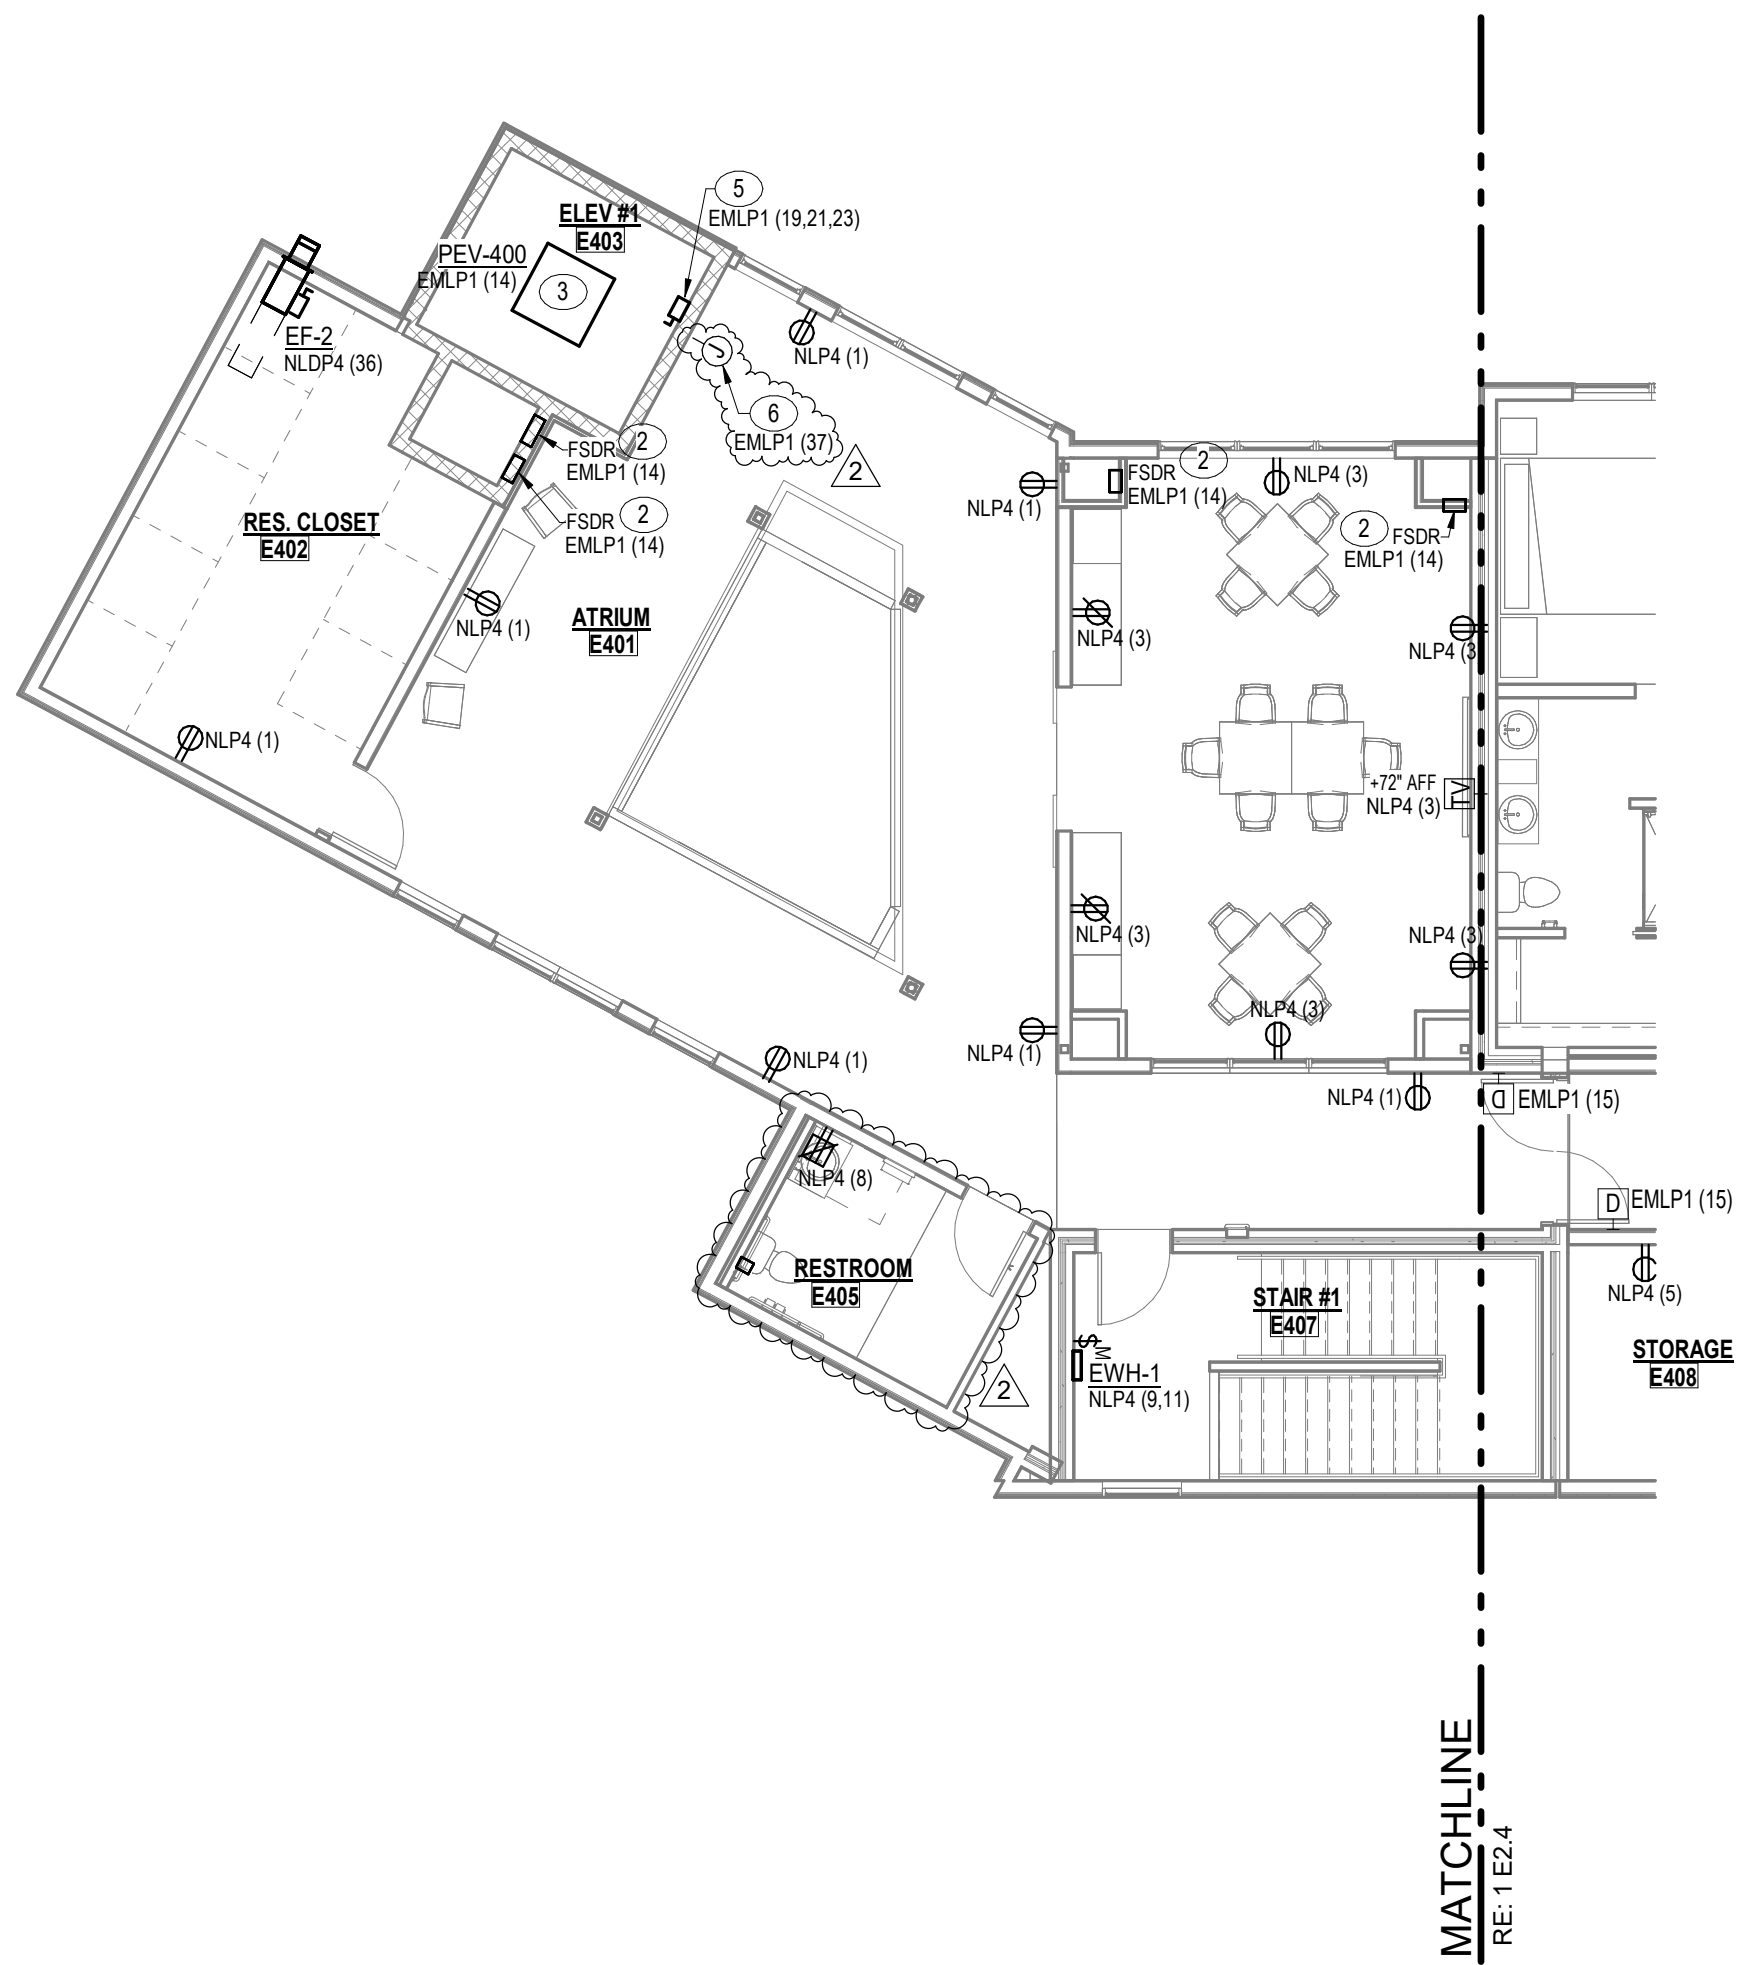 5
EMLP1 (19,21,23)
ELEV #1
E403
PEV-400
EMLP1 (14)
3
EF-2
NLDP4 (36)
J
NLP4 (1)
6
EMLP1 (37)
2
2
FSDR
EMLP1 (14)
2
FSDR
EMLP1 (14)
2
FSDR
EMLP1 (14)
NLP4 (3)
NLP4 (1)
2
FSDR
EMLP1 (14)
RES. CLOSET
E402
ATRIUM
E401
NLP4 (1)
NLP4 (3)
NLP4 (3
NLP4 (1)
+72" AFF
NLP4 (3)
TV
NLP4 (3)
NLP4 (3)
NLP4 (3)
NLP4 (1)
NLP4 (1)
NLP4 (1)
D
EMLP1 (15)
NLP4 (8)
D
EMLP1 (15)
RESTROOM
E405
STAIR #1
E407
NLP4 (5)
STORAGE
E408
$
M
EWH-1
NLP4 (9,11)
2
MATCHLINE
RE: 1 E2.4